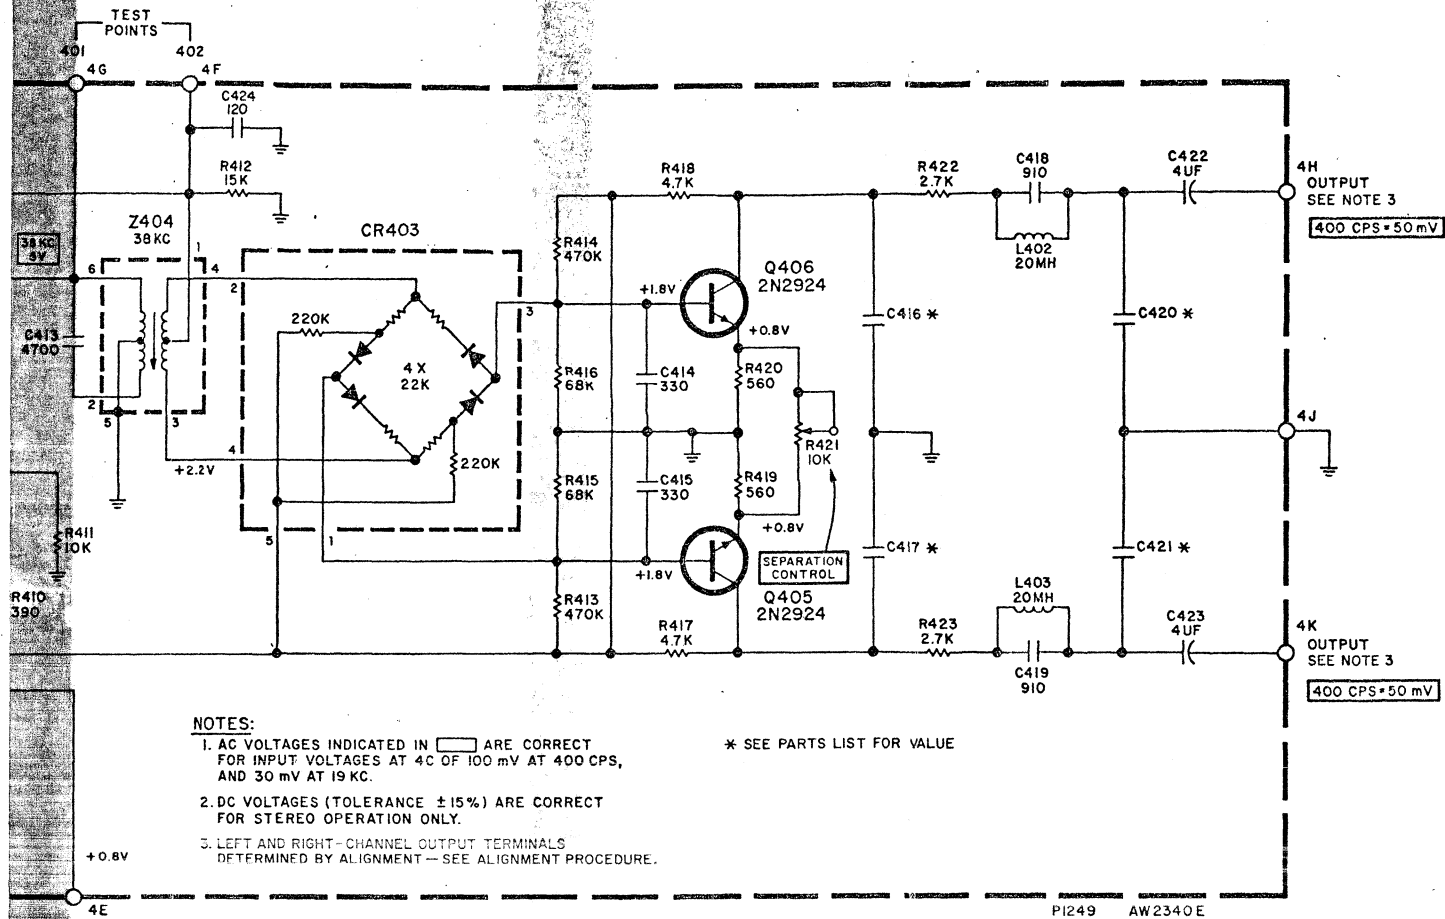 TEST
POINTS
401
402
4G
4F
C424
120
R412
15K
Z404
38KC
38 KC
5V
1
6
4
2
CR403
2
3
220K
4 X
22K
220K
C413
4700
2
5
3
4
+2.2V
5
1
R411
10K
R410
390
R414
470K
R416
68K
R415
68K
R413
470K
R418
4.7K
+1.8V
Q406
2N2924
+0.8V
C414
330
R420
560
R421
10K
C415
330
R419
560
+0.8V
+1.8V
SEPARATION
CONTROL
Q405
2N2924
R417
4.7K
C416 *
C417 *
R422
2.7K
C418
910
L402
20MH
C422
4UF
4H
OUTPUT
SEE NOTE 3
400 CPS=50 mV
C420 *
4J
C421 *
L403
20MH
R423
2.7K
C419
910
C423
4UF
4K
OUTPUT
SEE NOTE 3
400 CPS=50 mV
NOTES:
1. AC VOLTAGES INDICATED IN ARE CORRECT
FOR INPUT VOLTAGES AT 4C OF 100 mV AT 400 CPS,
AND 30 mV AT 19 KC.
2. DC VOLTAGES (TOLERANCE ±15%) ARE CORRECT
FOR STEREO OPERATION ONLY.
3. LEFT AND RIGHT-CHANNEL OUTPUT TERMINALS
DETERMINED BY ALIGNMENT — SEE ALIGNMENT PROCEDURE.
* SEE PARTS LIST FOR VALUE
+0.8V
4E
P1249 AW2340E